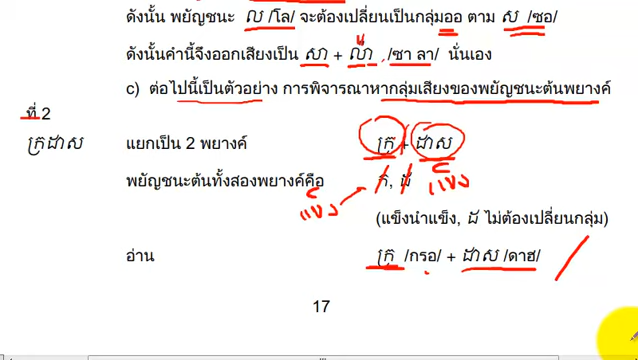 ดังนั้น พยัญชนะ ល /โล/ จะต้องเปลี่ยนเป็นกลุ่มออ ตาม ស /ซอ/
ดังนั้นคำนี้จึงออกเสียงเป็น សា + លា /ซา ลา/ นั่นเอง
c) ต่อไปนี้เป็นตัวอย่าง การพิจารณาหากลุ่มเสียงของพยัญชนะต้นพยางค์
ที่ 2
ក្រដាស แยกเป็น 2 พยางค์ ក្រ + ដាស
พยัญชนะต้นทั้งสองพยางค์คือ ក, ដ
แข็ง แข็ง
(แข็งนำแข็ง, ដ ไม่ต้องเปลี่ยนกลุ่ม)
อ่าน ក្រ /กรอ/ + ដាស /ดาฮ/
17